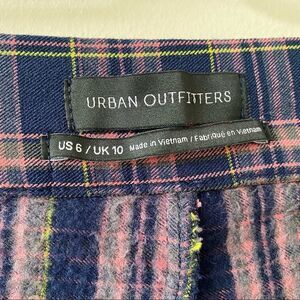 URBAN OUTFITTERS
US 6 / UK 10 Made in Vietnam / Fabriqué en Vietnam